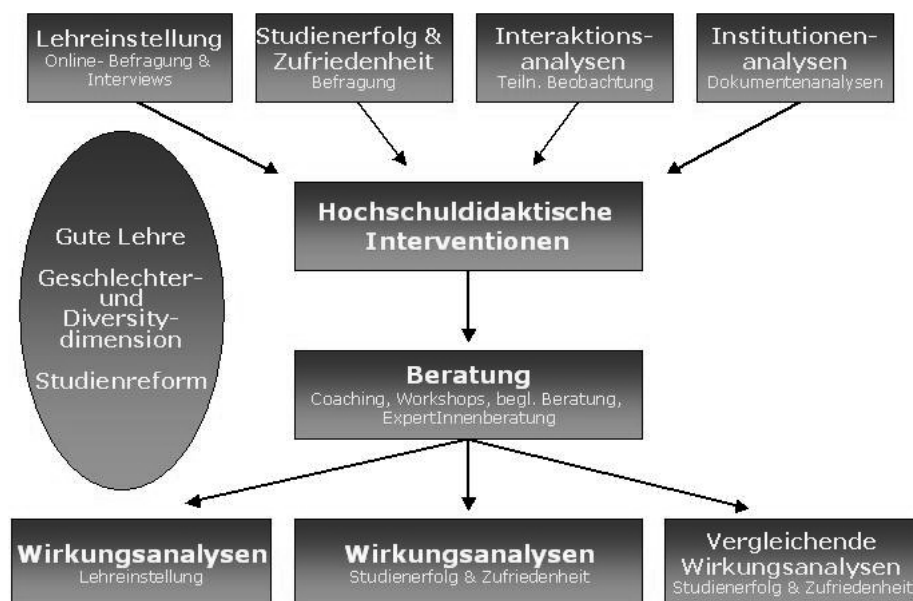 Lehreinstellung
Online- Befragung &
Interviews
Studienerfolg &
Zufriedenheit
Befragung
Interaktions-
analysen
Teiln. Beobachtung
Institutionen-
analysen
Dokumentenanalysen
Hochschuldidaktische
Interventionen
Gute Lehre
Geschlechter-
und
Diversity-
dimension
Studienreform
Beratung
Coaching, Workshops, begl. Beratung,
ExpertInnenberatung
Wirkungsanalysen
Lehreinstellung
Wirkungsanalysen
Studienerfolg & Zufriedenheit
Vergleichende
Wirkungsanalysen
Studienerfolg & Zufriedenheit